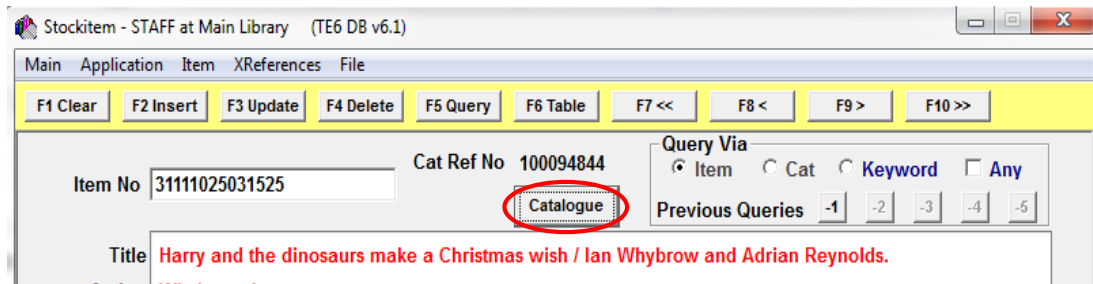 Stockitem - STAFF at Main Library (TE6 DB v6.1)
Main Application Item XReferences File
F1 Clear F2 Insert F3 Update F4 Delete F5 Query F6 Table F7 << F8 < F9 > F10 >>
Query Via
Cat Ref No 100094844
Item Cat Keyword Any
Item No 31111025031525
Catalogue
Previous Queries -1 -2 -3 -4 -5
Title Harry and the dinosaurs make a Christmas wish / Ian Whybrow and Adrian Reynolds.